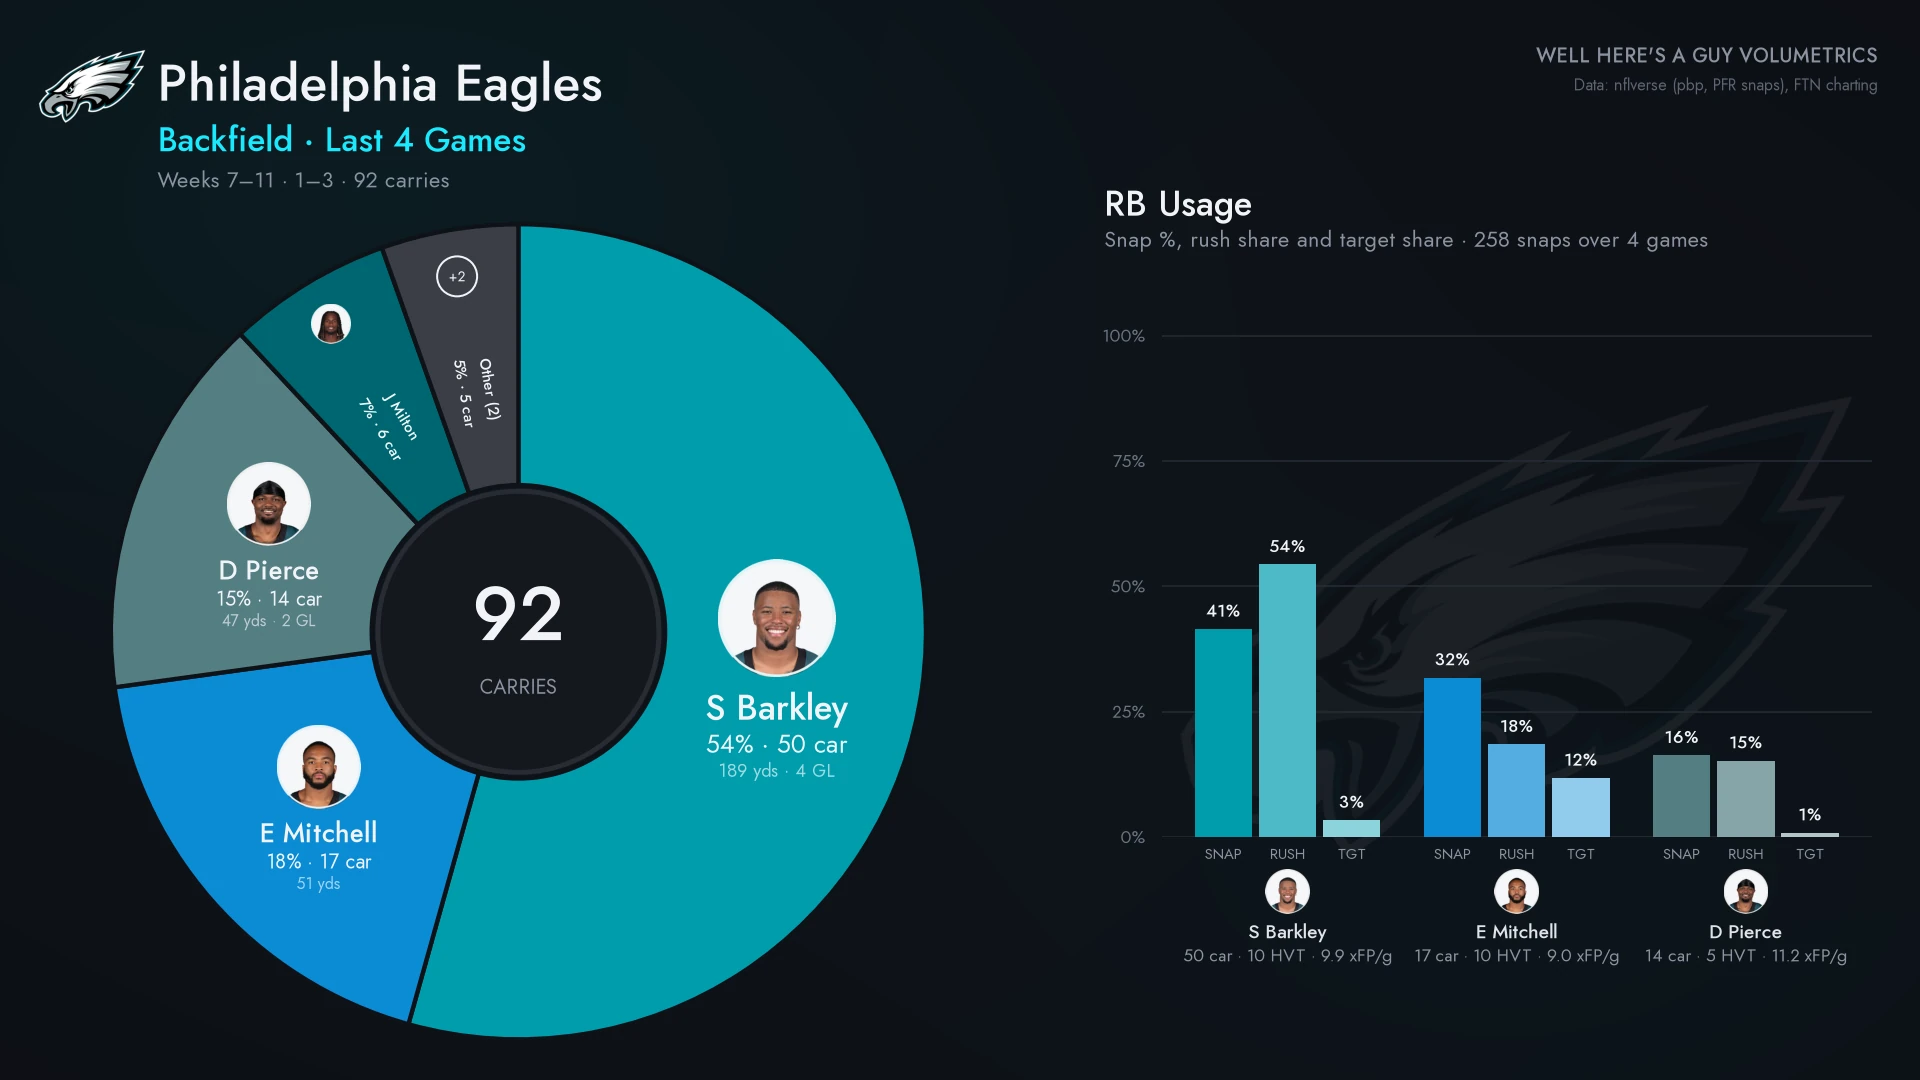 Philadelphia Eagles
Backfield · Last 4 Games
Weeks 7–11 · 1–3 · 92 carries
WELL HERE'S A GUY VOLUMETRICS
Data: nflverse (pbp, PFR snaps), FTN charting
+2
Other (2)
5% · 5 car
J Milton
7% · 6 car
D Pierce
15% · 14 car
47 yds · 2 GL
E Mitchell
18% · 17 car
51 yds
92
CARRIES
S Barkley
54% · 50 car
189 yds · 4 GL
RB Usage
Snap %, rush share and target share · 258 snaps over 4 games
100%
75%
50%
25%
0%
41%
54%
3%
32%
18%
12%
16%
15%
1%
SNAP RUSH TGT SNAP RUSH TGT SNAP RUSH TGT
S Barkley
50 car · 10 HVT · 9.9 xFP/g
E Mitchell
17 car · 10 HVT · 9.0 xFP/g
D Pierce
14 car · 5 HVT · 11.2 xFP/g